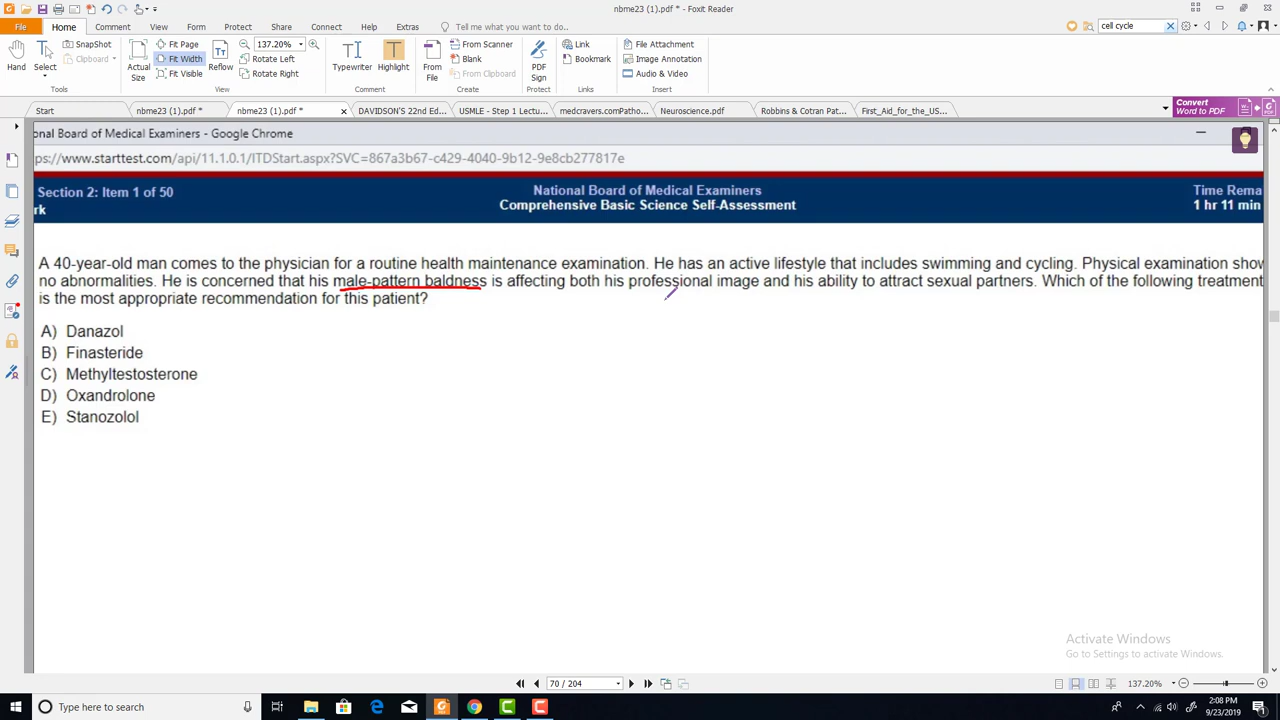 nbme23 (1).pdf * - Foxit Reader
File Home Comment View Form Protect Share Connect Help Extras Tell me what you want to do... cell cycle
SnapShot Fit Page 137.20% From Scanner Link File Attachment
Clipboard Fit Width Rotate Left Blank Bookmark Image Annotation
Fit Visible Rotate Right From Clipboard Audio & Video
Hand Select Actual Size Reflow Typewriter Highlight From File PDF Sign
Tools View Comment Create Protect Links Insert
Start nbme23 (1).pdf * nbme23 (1).pdf * DAVIDSON'S 22nd Ed... USMLE - Step 1 Lectu... medcravers.comPatho... Neuroscience.pdf Robbins & Cotran Pat... First_Aid_for_the_US... Convert Word to PDF
onal Board of Medical Examiners - Google Chrome
ps://www.starttest.com/api/11.1.0.1/ITDStart.aspx?SVC=867a3b67-c429-4040-9b12-9e8cb277817e
Section 2: Item 1 of 50 National Board of Medical Examiners Time Rema
rk Comprehensive Basic Science Self-Assessment 1 hr 11 min
A 40-year-old man comes to the physician for a routine health maintenance examination. He has an active lifestyle that includes swimming and cycling. Physical examination show
no abnormalities. He is concerned that his male-pattern baldness is affecting both his professional image and his ability to attract sexual partners. Which of the following treatment
is the most appropriate recommendation for this patient?
A) Danazol
B) Finasteride
C) Methyltestosterone
D) Oxandrolone
E) Stanozolol
Activate Windows
Go to Settings to activate Windows.
70 / 204 137.20%
Type here to search 2:08 PM
9/23/2019